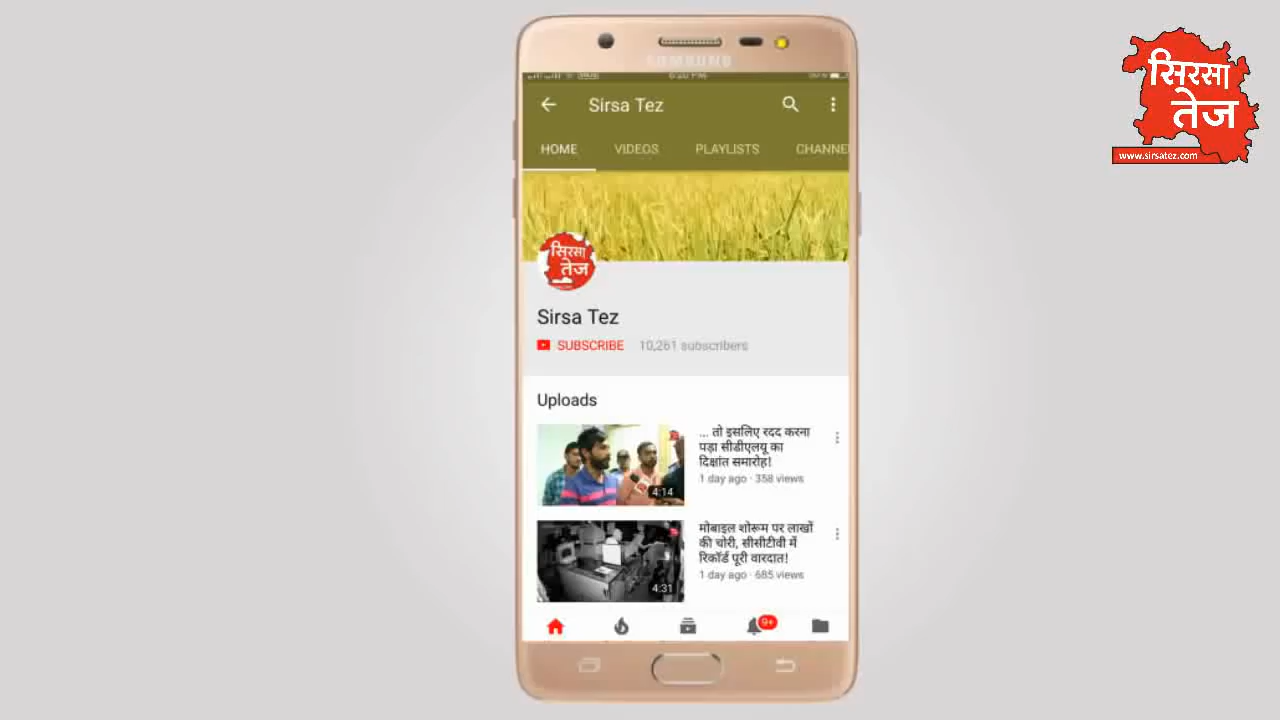 SAMSUNG
Sirsa Tez
HOME VIDEOS PLAYLISTS CHANNE
सिरसा
तेज
Sirsa Tez
SUBSCRIBE 10,261 subscribers
Uploads
... तो इसलिए रदद करना
पड़ा सीडीएलयू का
दिक्षांत समारोह!
1 day ago · 358 views
4:14
मोबाइल शोरूम पर लाखों
की चोरी, सीसीटीवी में
रिकॉर्ड पूरी वारदात!
1 day ago · 685 views
4:31
9+
सिरसा
तेज
www.sirsatez.com